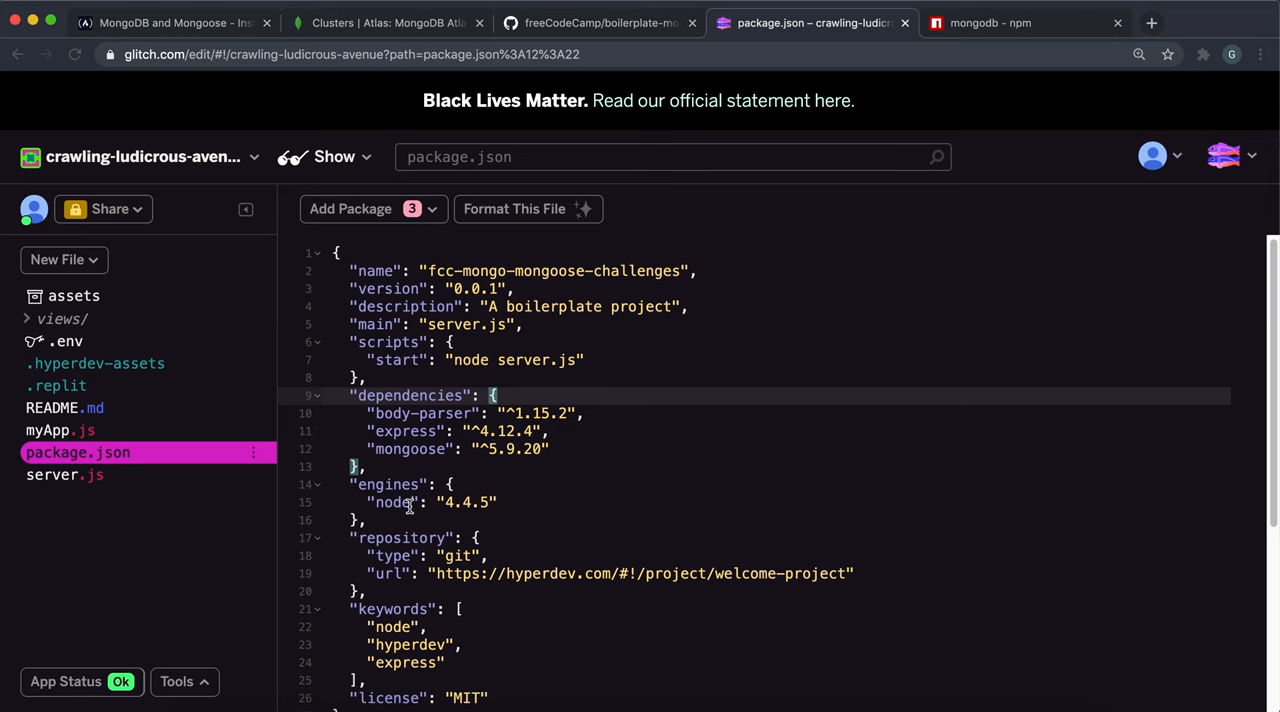 MongoDB and Mongoose - Ins
Clusters | Atlas: MongoDB Atla
freeCodeCamp/boilerplate-mo
package.json – crawling-ludicro
mongodb - npm
glitch.com/edit/#!/crawling-ludicrous-avenue?path=package.json%3A12%3A22
G
Black Lives Matter. Read our official statement here.
crawling-ludicrous-aven...
Show
package.json
Share
Add Package 3
Format This File
New File
assets
views/
.env
.hyperdev-assets
.replit
README.md
myApp.js
package.json
server.js
App Status Ok
Tools
1 {
2 "name": "fcc-mongo-mongoose-challenges",
3 "version": "0.0.1",
4 "description": "A boilerplate project",
5 "main": "server.js",
6 "scripts": {
7 "start": "node server.js"
8 },
9 "dependencies": {
10 "body-parser": "^1.15.2",
11 "express": "^4.12.4",
12 "mongoose": "^5.9.20"
13 },
14 "engines": {
15 "node": "4.4.5"
16 },
17 "repository": {
18 "type": "git",
19 "url": "https://hyperdev.com/#!/project/welcome-project"
20 },
21 "keywords": [
22 "node",
23 "hyperdev",
24 "express"
25 ],
26 "license": "MIT"